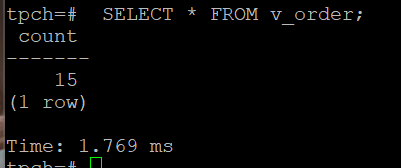 tpch=#  SELECT * FROM v_order;
 count
-------
    15
(1 row)
Time: 1.769 ms
tpch=#